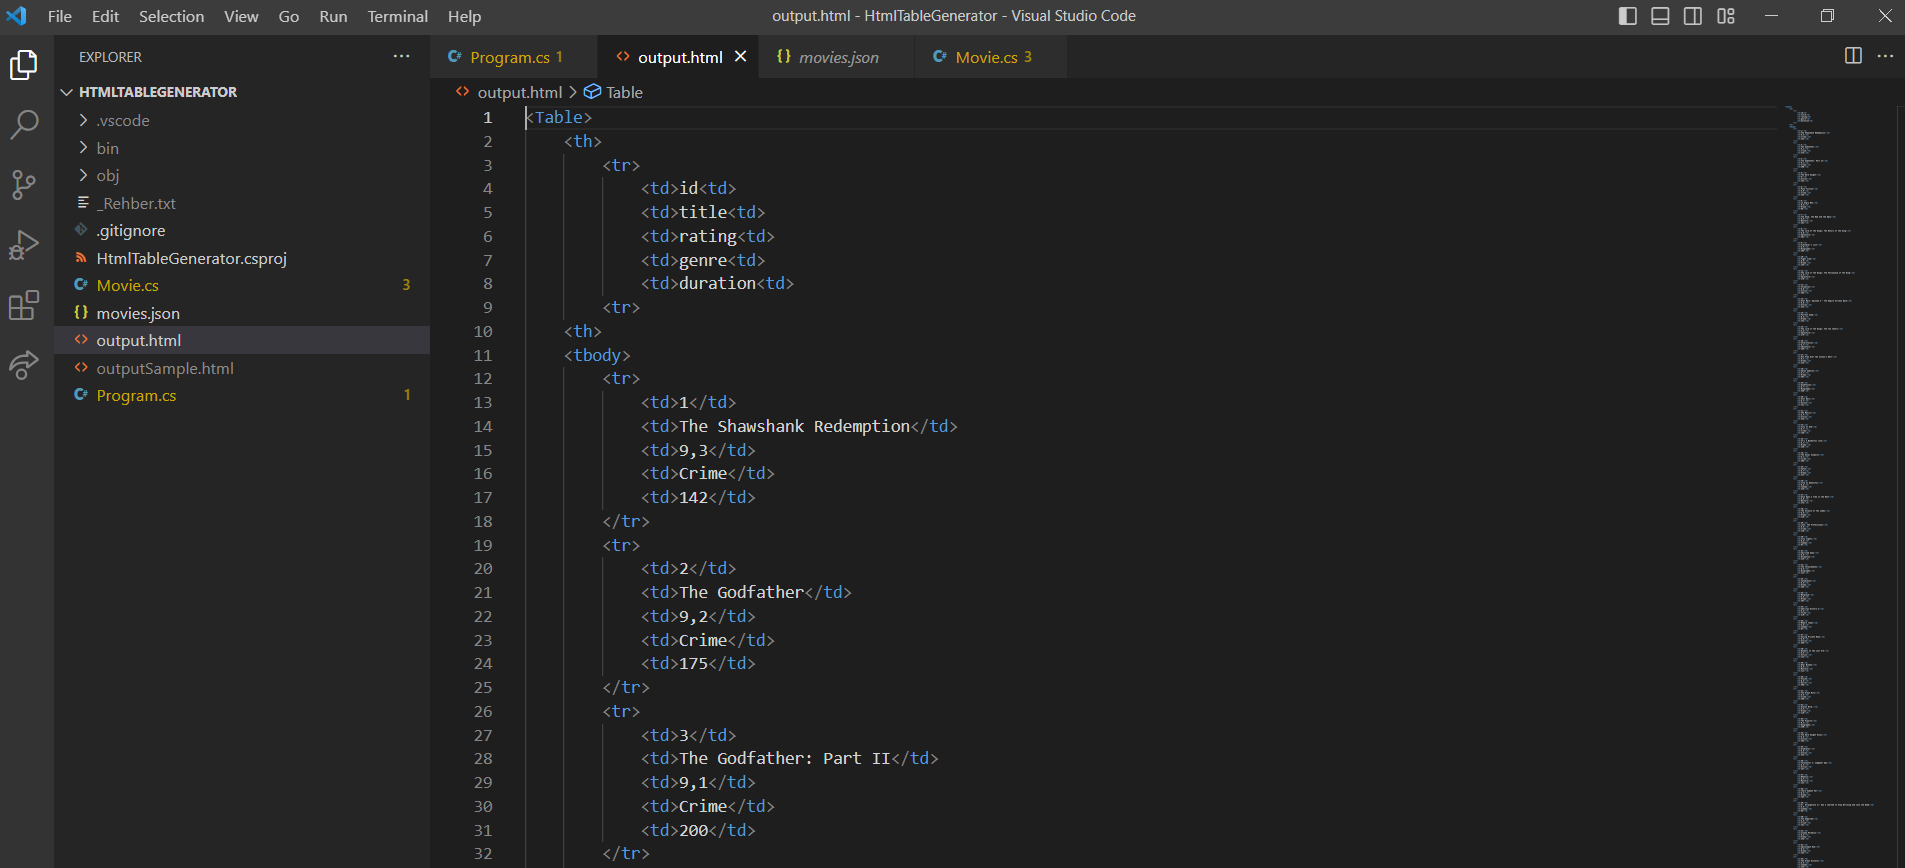 File Edit Selection View Go Run Terminal Help output.html - HtmlTableGenerator - Visual Studio Code
EXPLORER
HTMLTABLEGENERATOR
.vscode
bin
obj
_Rehber.txt
.gitignore
HtmlTableGenerator.csproj
Movie.cs 3
movies.json
output.html
outputSample.html
Program.cs 1
Program.cs 1 output.html movies.json Movie.cs 3
output.html > Table
1 <Table>
2 <th>
3 <tr>
4 <td>id<td>
5 <td>title<td>
6 <td>rating<td>
7 <td>genre<td>
8 <td>duration<td>
9 <tr>
10 <th>
11 <tbody>
12 <tr>
13 <td>1</td>
14 <td>The Shawshank Redemption</td>
15 <td>9,3</td>
16 <td>Crime</td>
17 <td>142</td>
18 </tr>
19 <tr>
20 <td>2</td>
21 <td>The Godfather</td>
22 <td>9,2</td>
23 <td>Crime</td>
24 <td>175</td>
25 </tr>
26 <tr>
27 <td>3</td>
28 <td>The Godfather: Part II</td>
29 <td>9,1</td>
30 <td>Crime</td>
31 <td>200</td>
32 </tr>